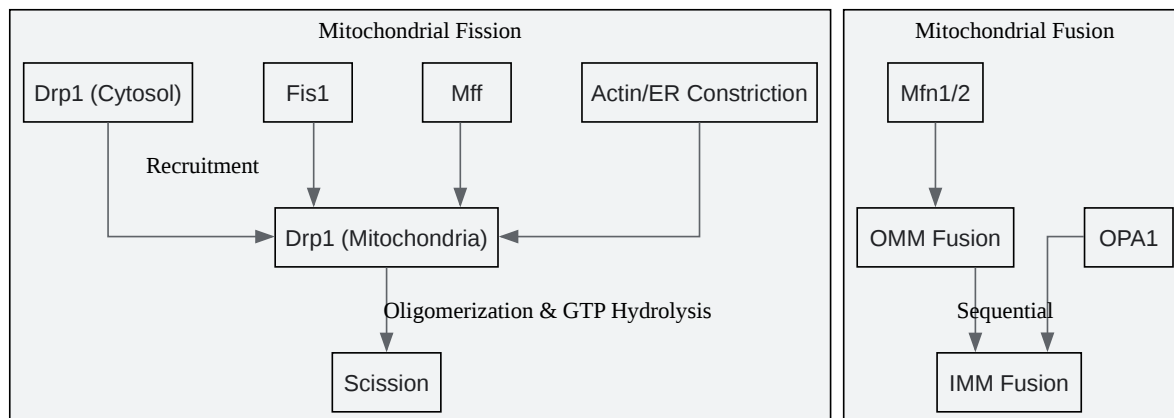 Mitochondrial Fission
Drp1 (Cytosol)
Fis1
Mff
Actin/ER Constriction
Recruitment
Drp1 (Mitochondria)
Oligomerization & GTP Hydrolysis
Scission
Mitochondrial Fusion
Mfn1/2
OMM Fusion
OPA1
Sequential
IMM Fusion